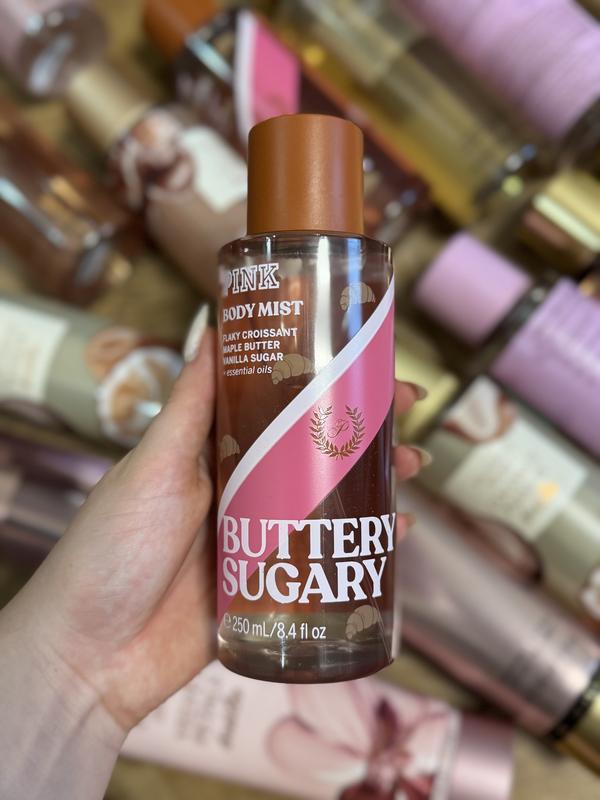 PINK
BODY MIST
FLAKY CROISSANT
MAPLE BUTTER
VANILLA SUGAR
+ essential oils
P
BUTTERY
SUGARY
e 250 mL/8.4 fl oz